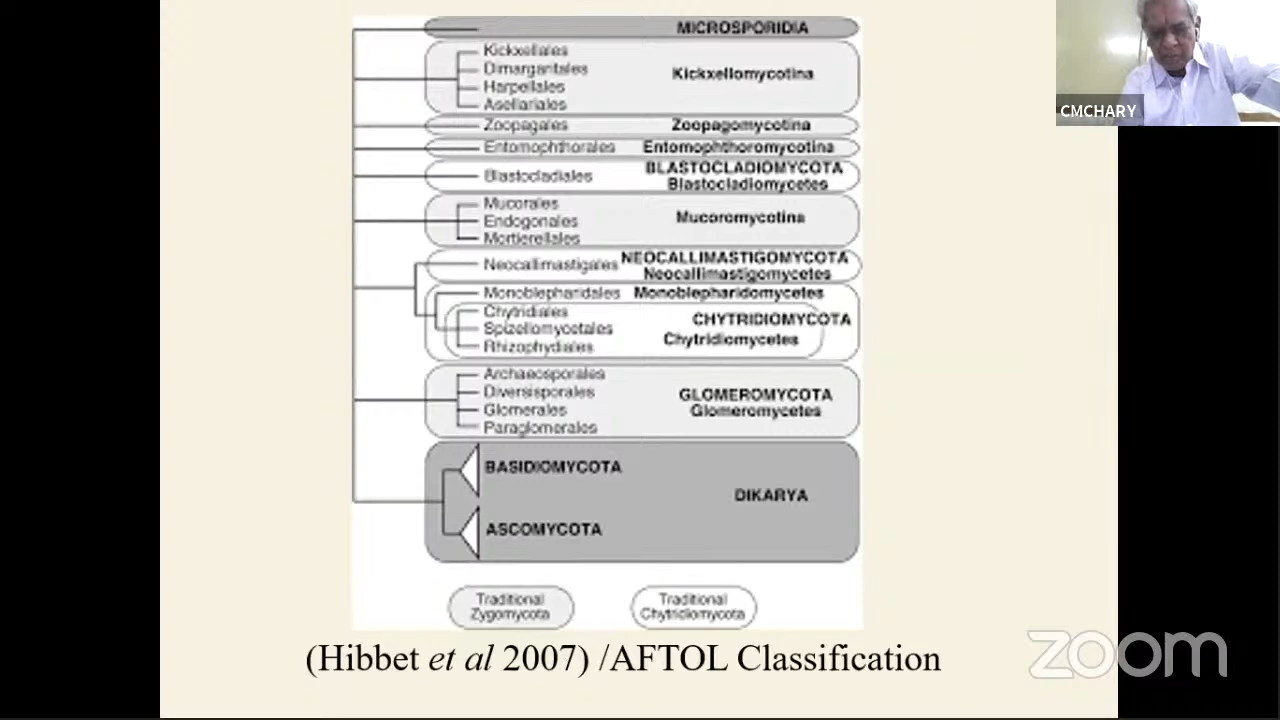 MICROSPORIDIA
Kickxellales
Dimargaritales
Harpellales
Asellariales
Kickxellomycotina
Zoopagales
Zoopagomycotina
Entomophthorales
Entomophthoromycotina
Blastocladiales
BLASTOCLADIOMYCOTA
Blastocladiomycetes
Mucorales
Endogonales
Mortierellales
Mucoromycotina
Neocallimastigales
NEOCALLIMASTIGOMYCOTA
Neocallimastigomycetes
Monoblepharidales
Monoblepharidomycetes
Chytridiales
Spizellomycetales
Rhizophydiales
CHYTRIDIOMYCOTA
Chytridiomycetes
Archaeosporales
Diversisporales
Glomerales
Paraglomerales
GLOMEROMYCOTA
Glomeromycetes
BASIDIOMYCOTA
ASCOMYCOTA
DIKARYA
Traditional
Zygomycota
Traditional
Chytridiomycota
(Hibbet et al 2007) /AFTOL Classification
CMCHARY
zoom